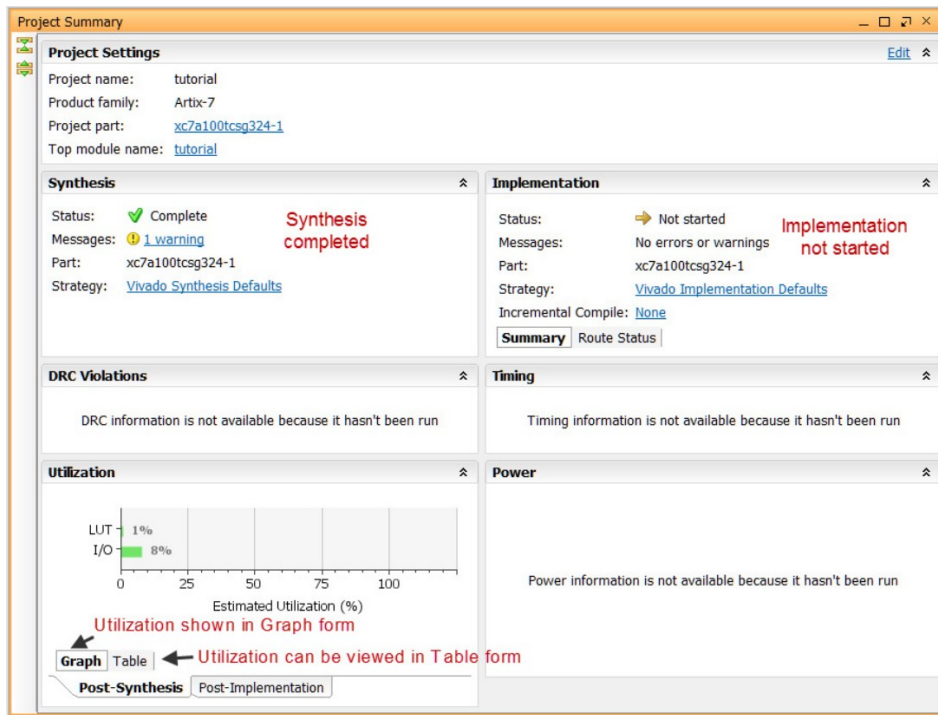 Project Summary
Project Settings
Edit
Project name: tutorial
Product family: Artix-7
Project part: xc7a100tcsg324-1
Top module name: tutorial
Synthesis
Status: Complete
Messages: 1 warning
Part: xc7a100tcsg324-1
Strategy: Vivado Synthesis Defaults
Synthesis
completed
Implementation
Status: Not started
Messages: No errors or warnings
Part: xc7a100tcsg324-1
Strategy: Vivado Implementation Defaults
Incremental Compile: None
Summary Route Status
Implementation
not started
DRC Violations
DRC information is not available because it hasn't been run
Timing
Timing information is not available because it hasn't been run
Utilization
LUT 1%
I/O 8%
0 25 50 75 100
Estimated Utilization (%)
Utilization shown in Graph form
Graph Table
Utilization can be viewed in Table form
Post-Synthesis Post-Implementation
Power
Power information is not available because it hasn't been run